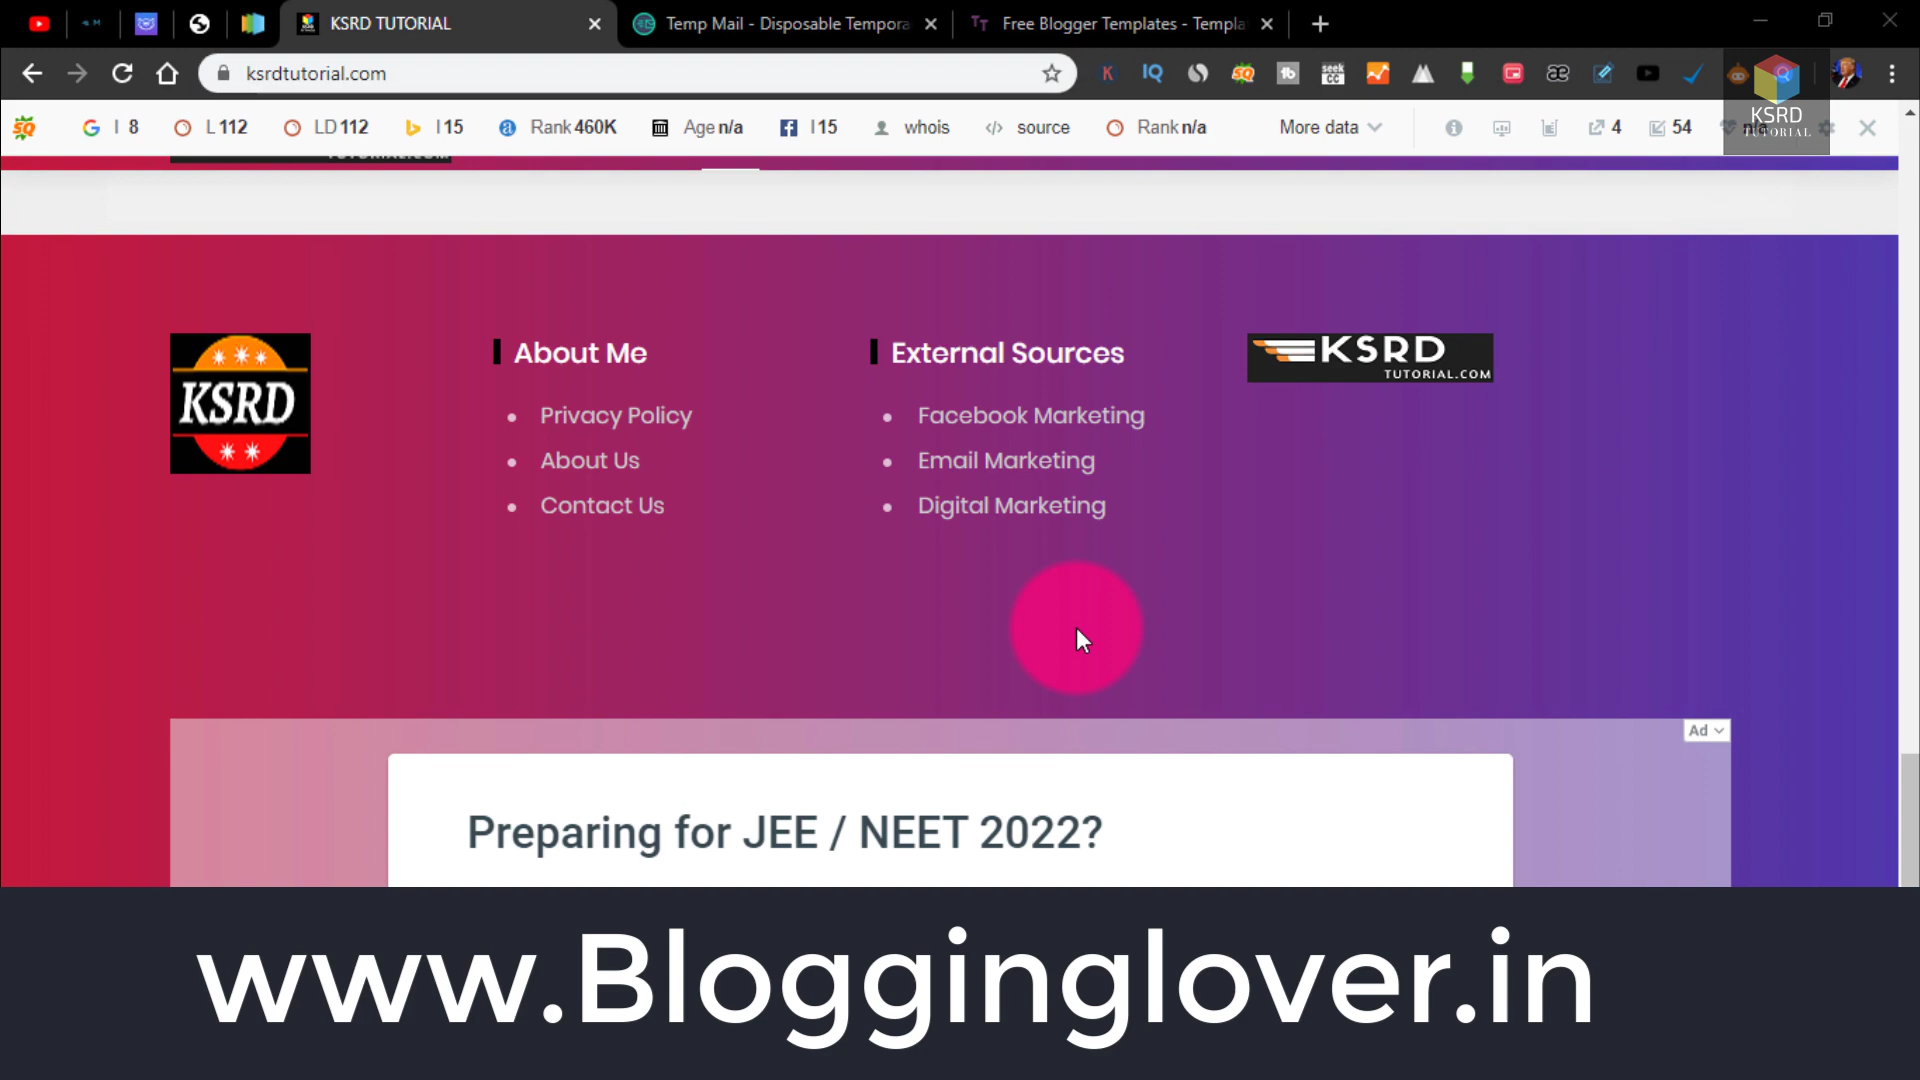 KSRD TUTORIAL
Temp Mail - Disposable Tempora
Free Blogger Templates - Templa
ksrdtutorial.com
I 8
L 112
LD 112
I 15
Rank 460K
Age n/a
I 15
whois
source
Rank n/a
More data
4
54
n/a
KSRD
TUTORIAL
KSRD
About Me
Privacy Policy
About Us
Contact Us
External Sources
Facebook Marketing
Email Marketing
Digital Marketing
KSRD
TUTORIAL.COM
Ad
Preparing for JEE / NEET 2022?
www.Blogginglover.in